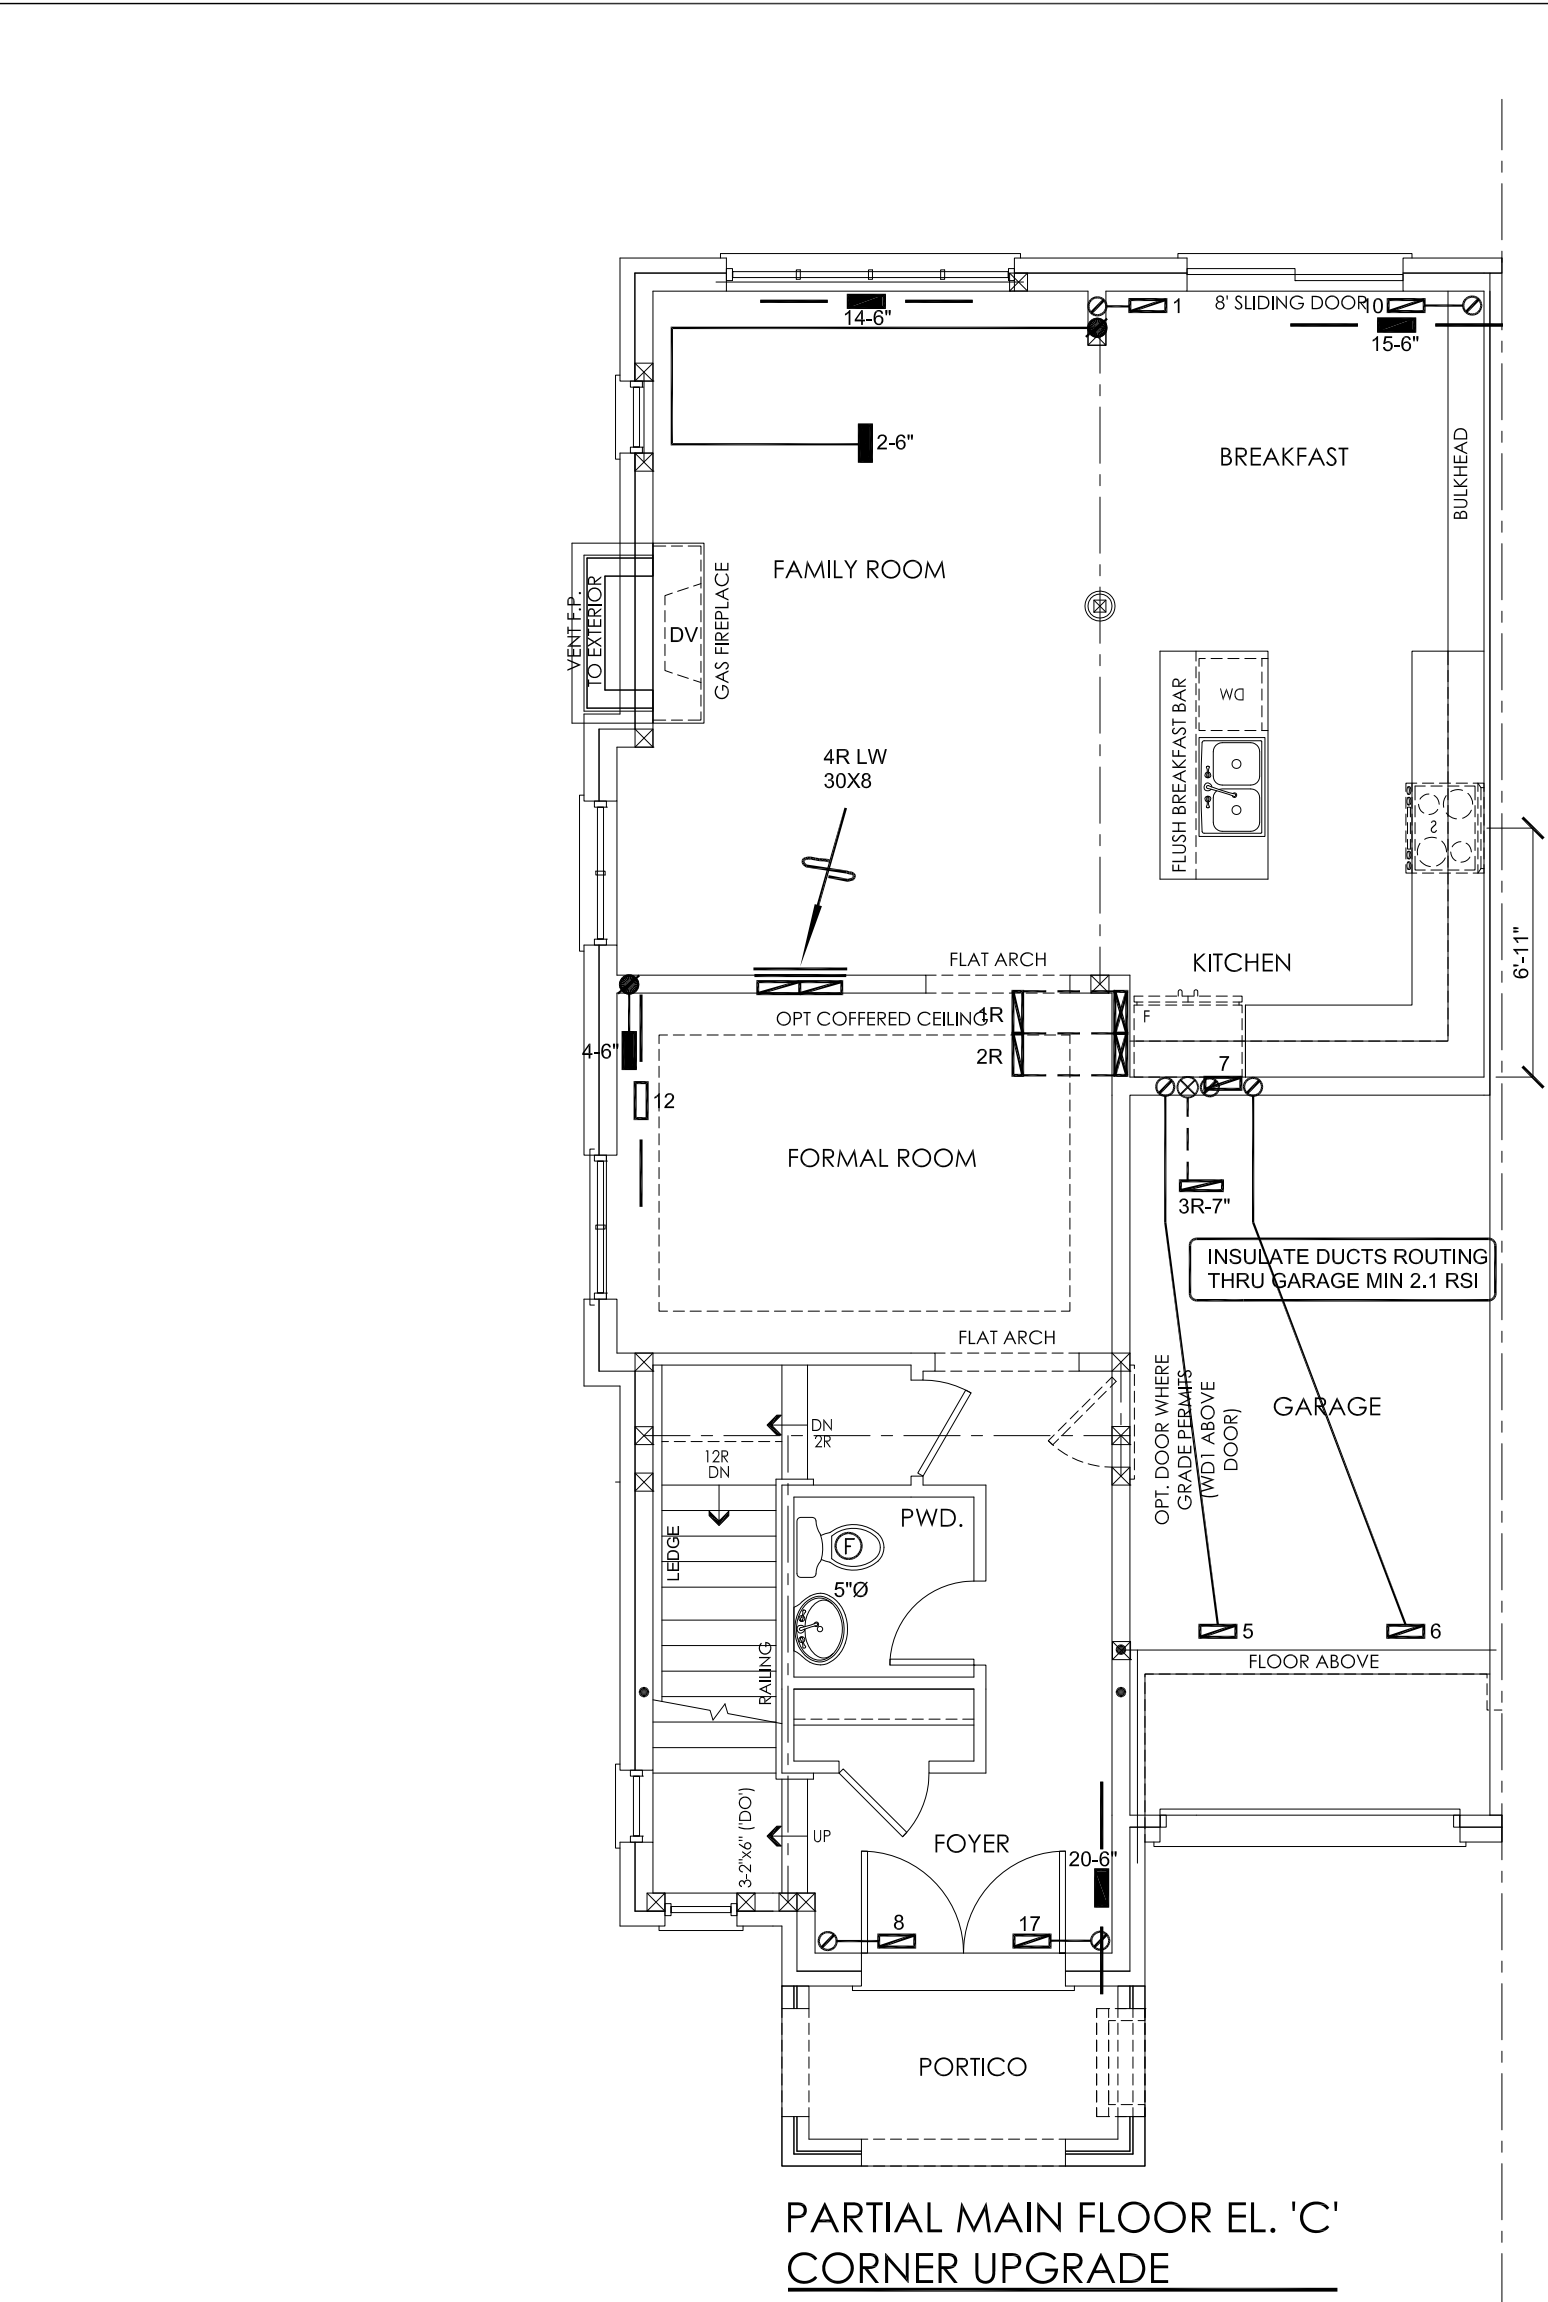 1
8' SLIDING DOOR
10
14-6"
15-6"
2-6"
BREAKFAST
BULKHEAD
FAMILY ROOM
VENT F.P.
TO EXTERIOR
DV
GAS FIREPLACE
DW
FLUSH BREAKFAST BAR
4R LW
30X8
S
6'-11"
FLAT ARCH
KITCHEN
OPT COFFERED CEILING
1R
F
4-6"
2R
7
12
FORMAL ROOM
3R-7"
INSULATE DUCTS ROUTING
THRU GARAGE MIN 2.1 RSI
FLAT ARCH
OPT. DOOR WHERE
GRADE PERMITS
(WD1 ABOVE
DOOR)
GARAGE
DN
2R
12R
DN
PWD.
LEDGE
F
5"Ø
5
6
RAILING
FLOOR ABOVE
3-2"x6" ('DO')
UP
FOYER
20-6"
8
17
PORTICO
PARTIAL MAIN FLOOR EL. 'C'
CORNER UPGRADE